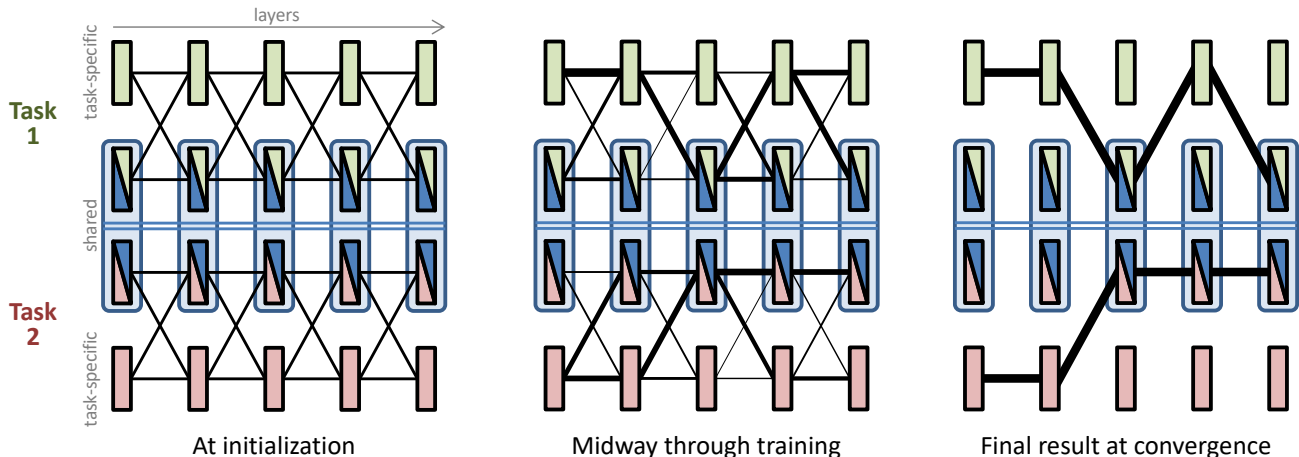 layers
task-specific
Task
1
shared
Task
2
task-specific
At initialization
Midway through training
Final result at convergence